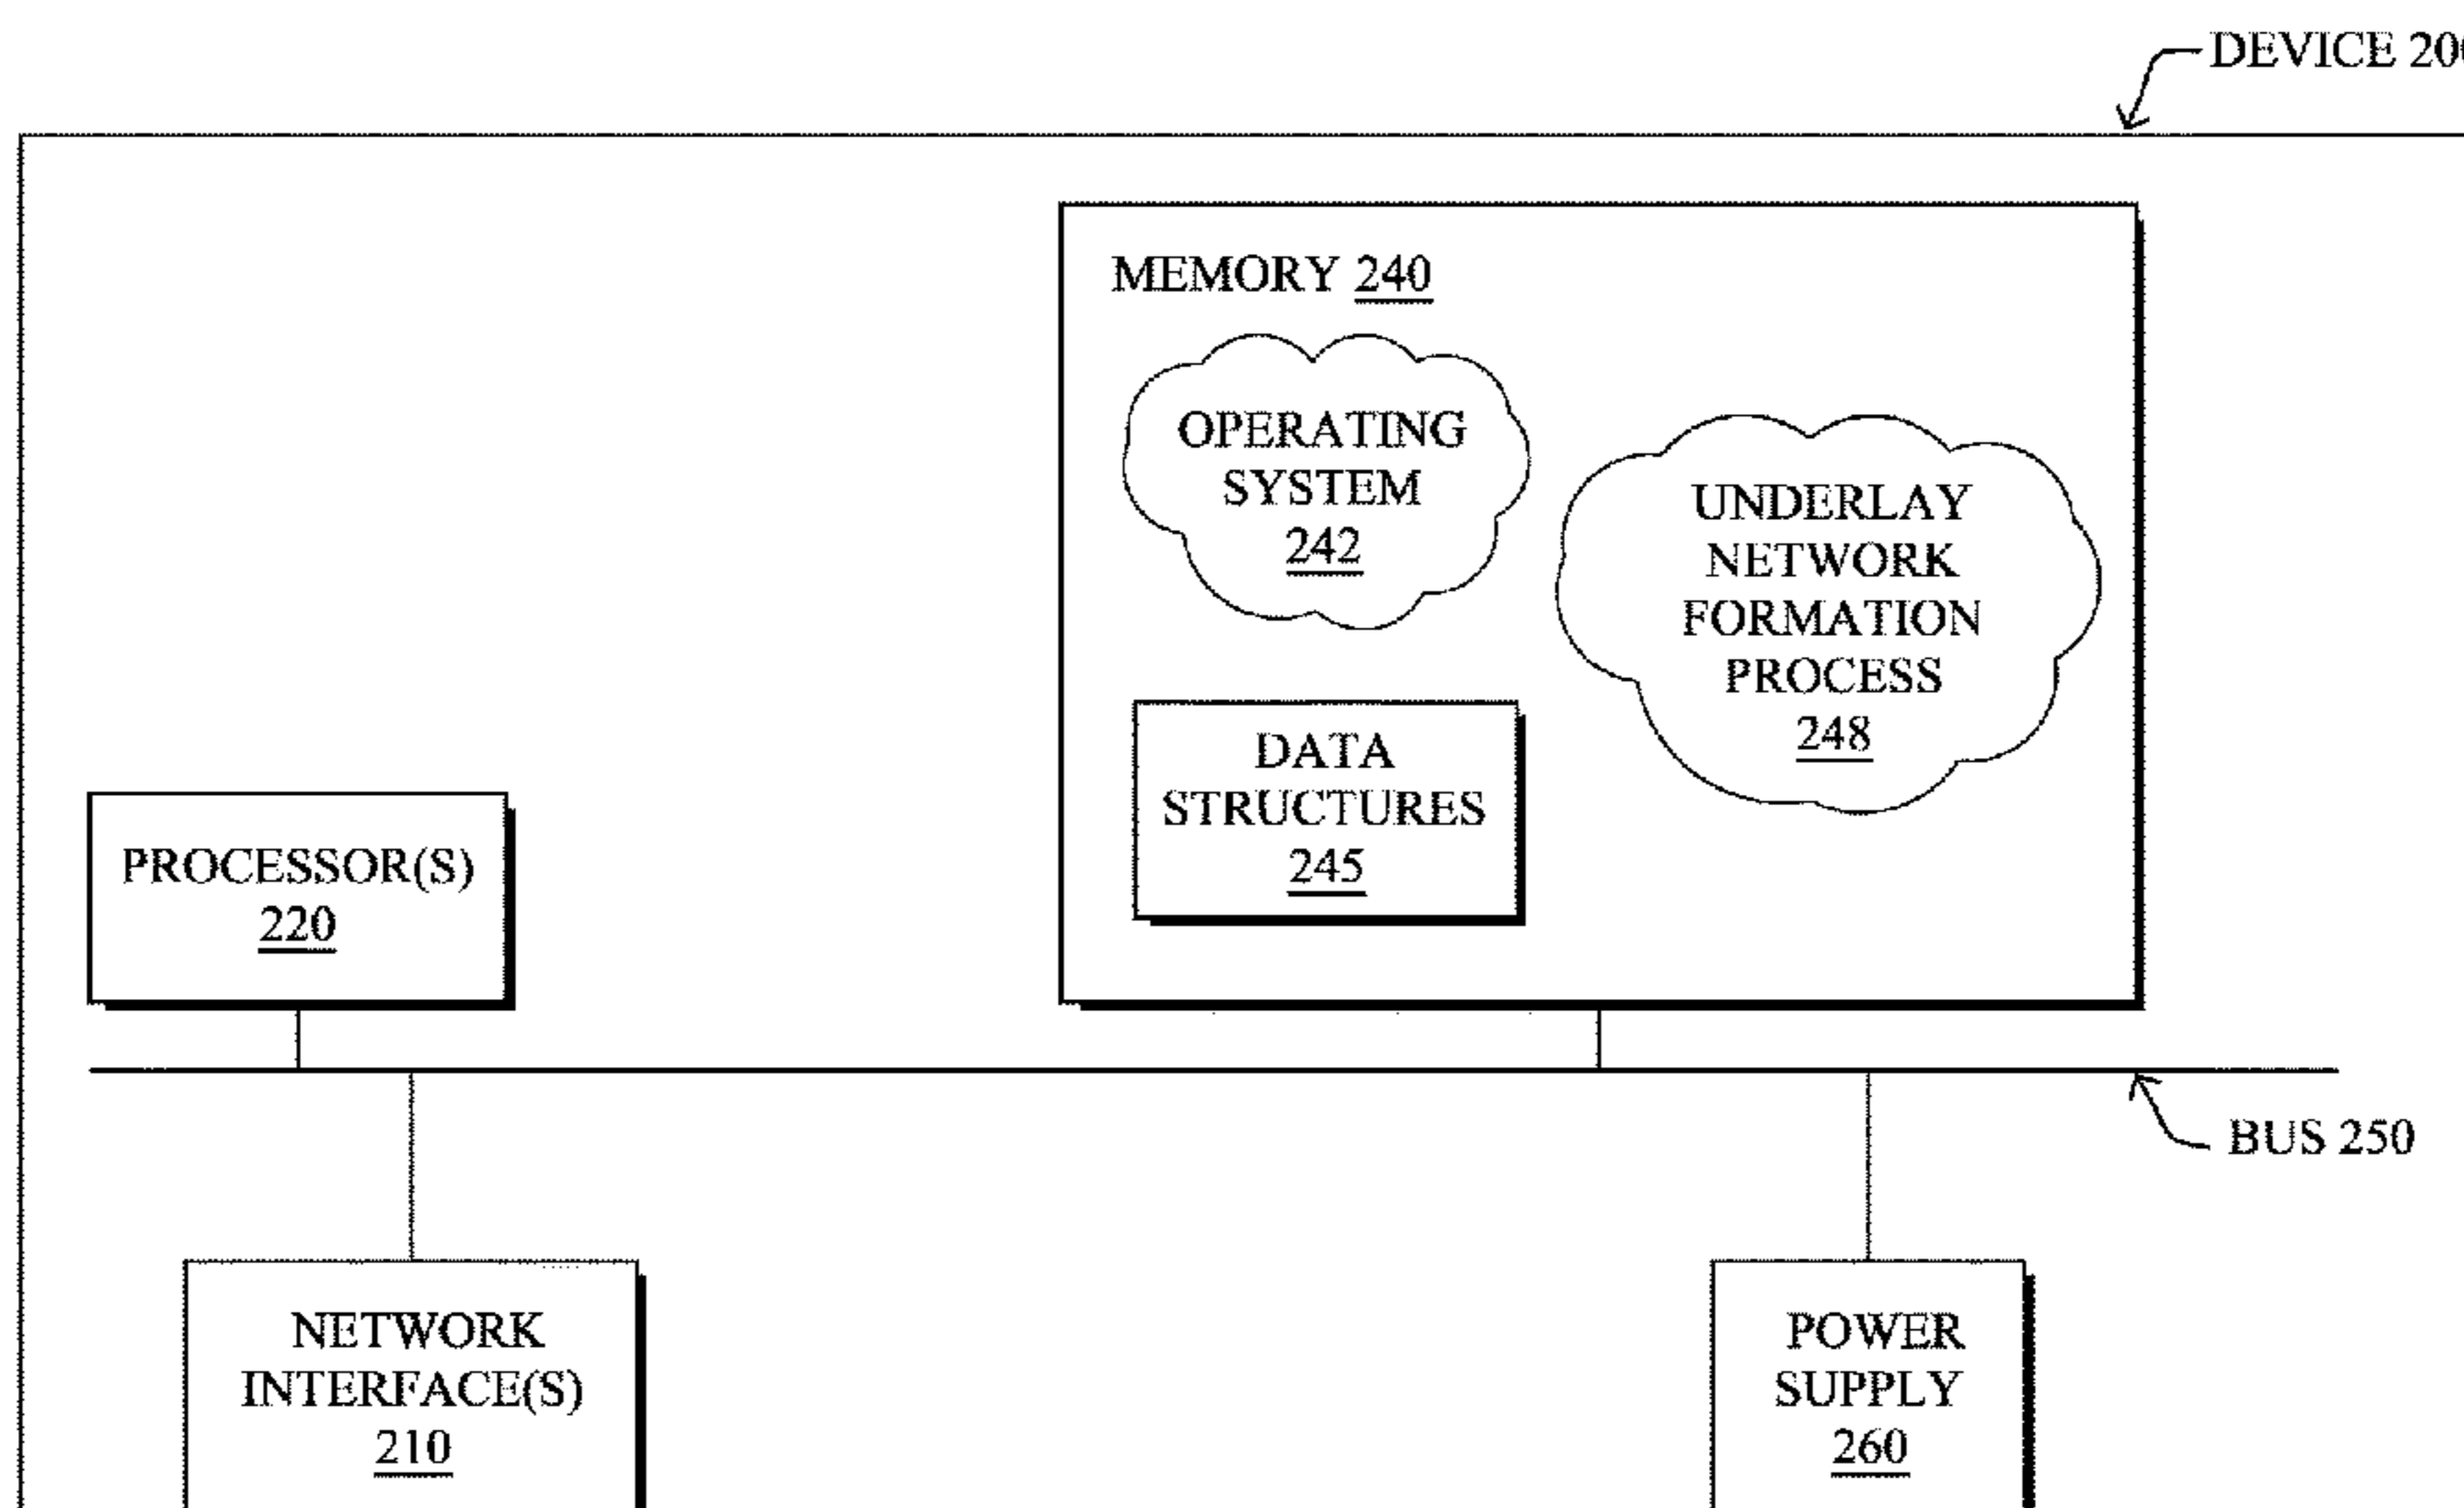 DEVICE 200
MEMORY 240
OPERATING
SYSTEM
242
UNDERLAY
NETWORK
FORMATION
PROCESS
248
DATA
STRUCTURES
245
PROCESSOR(S)
220
BUS 250
NETWORK
INTERFACE(S)
210
POWER
SUPPLY
260